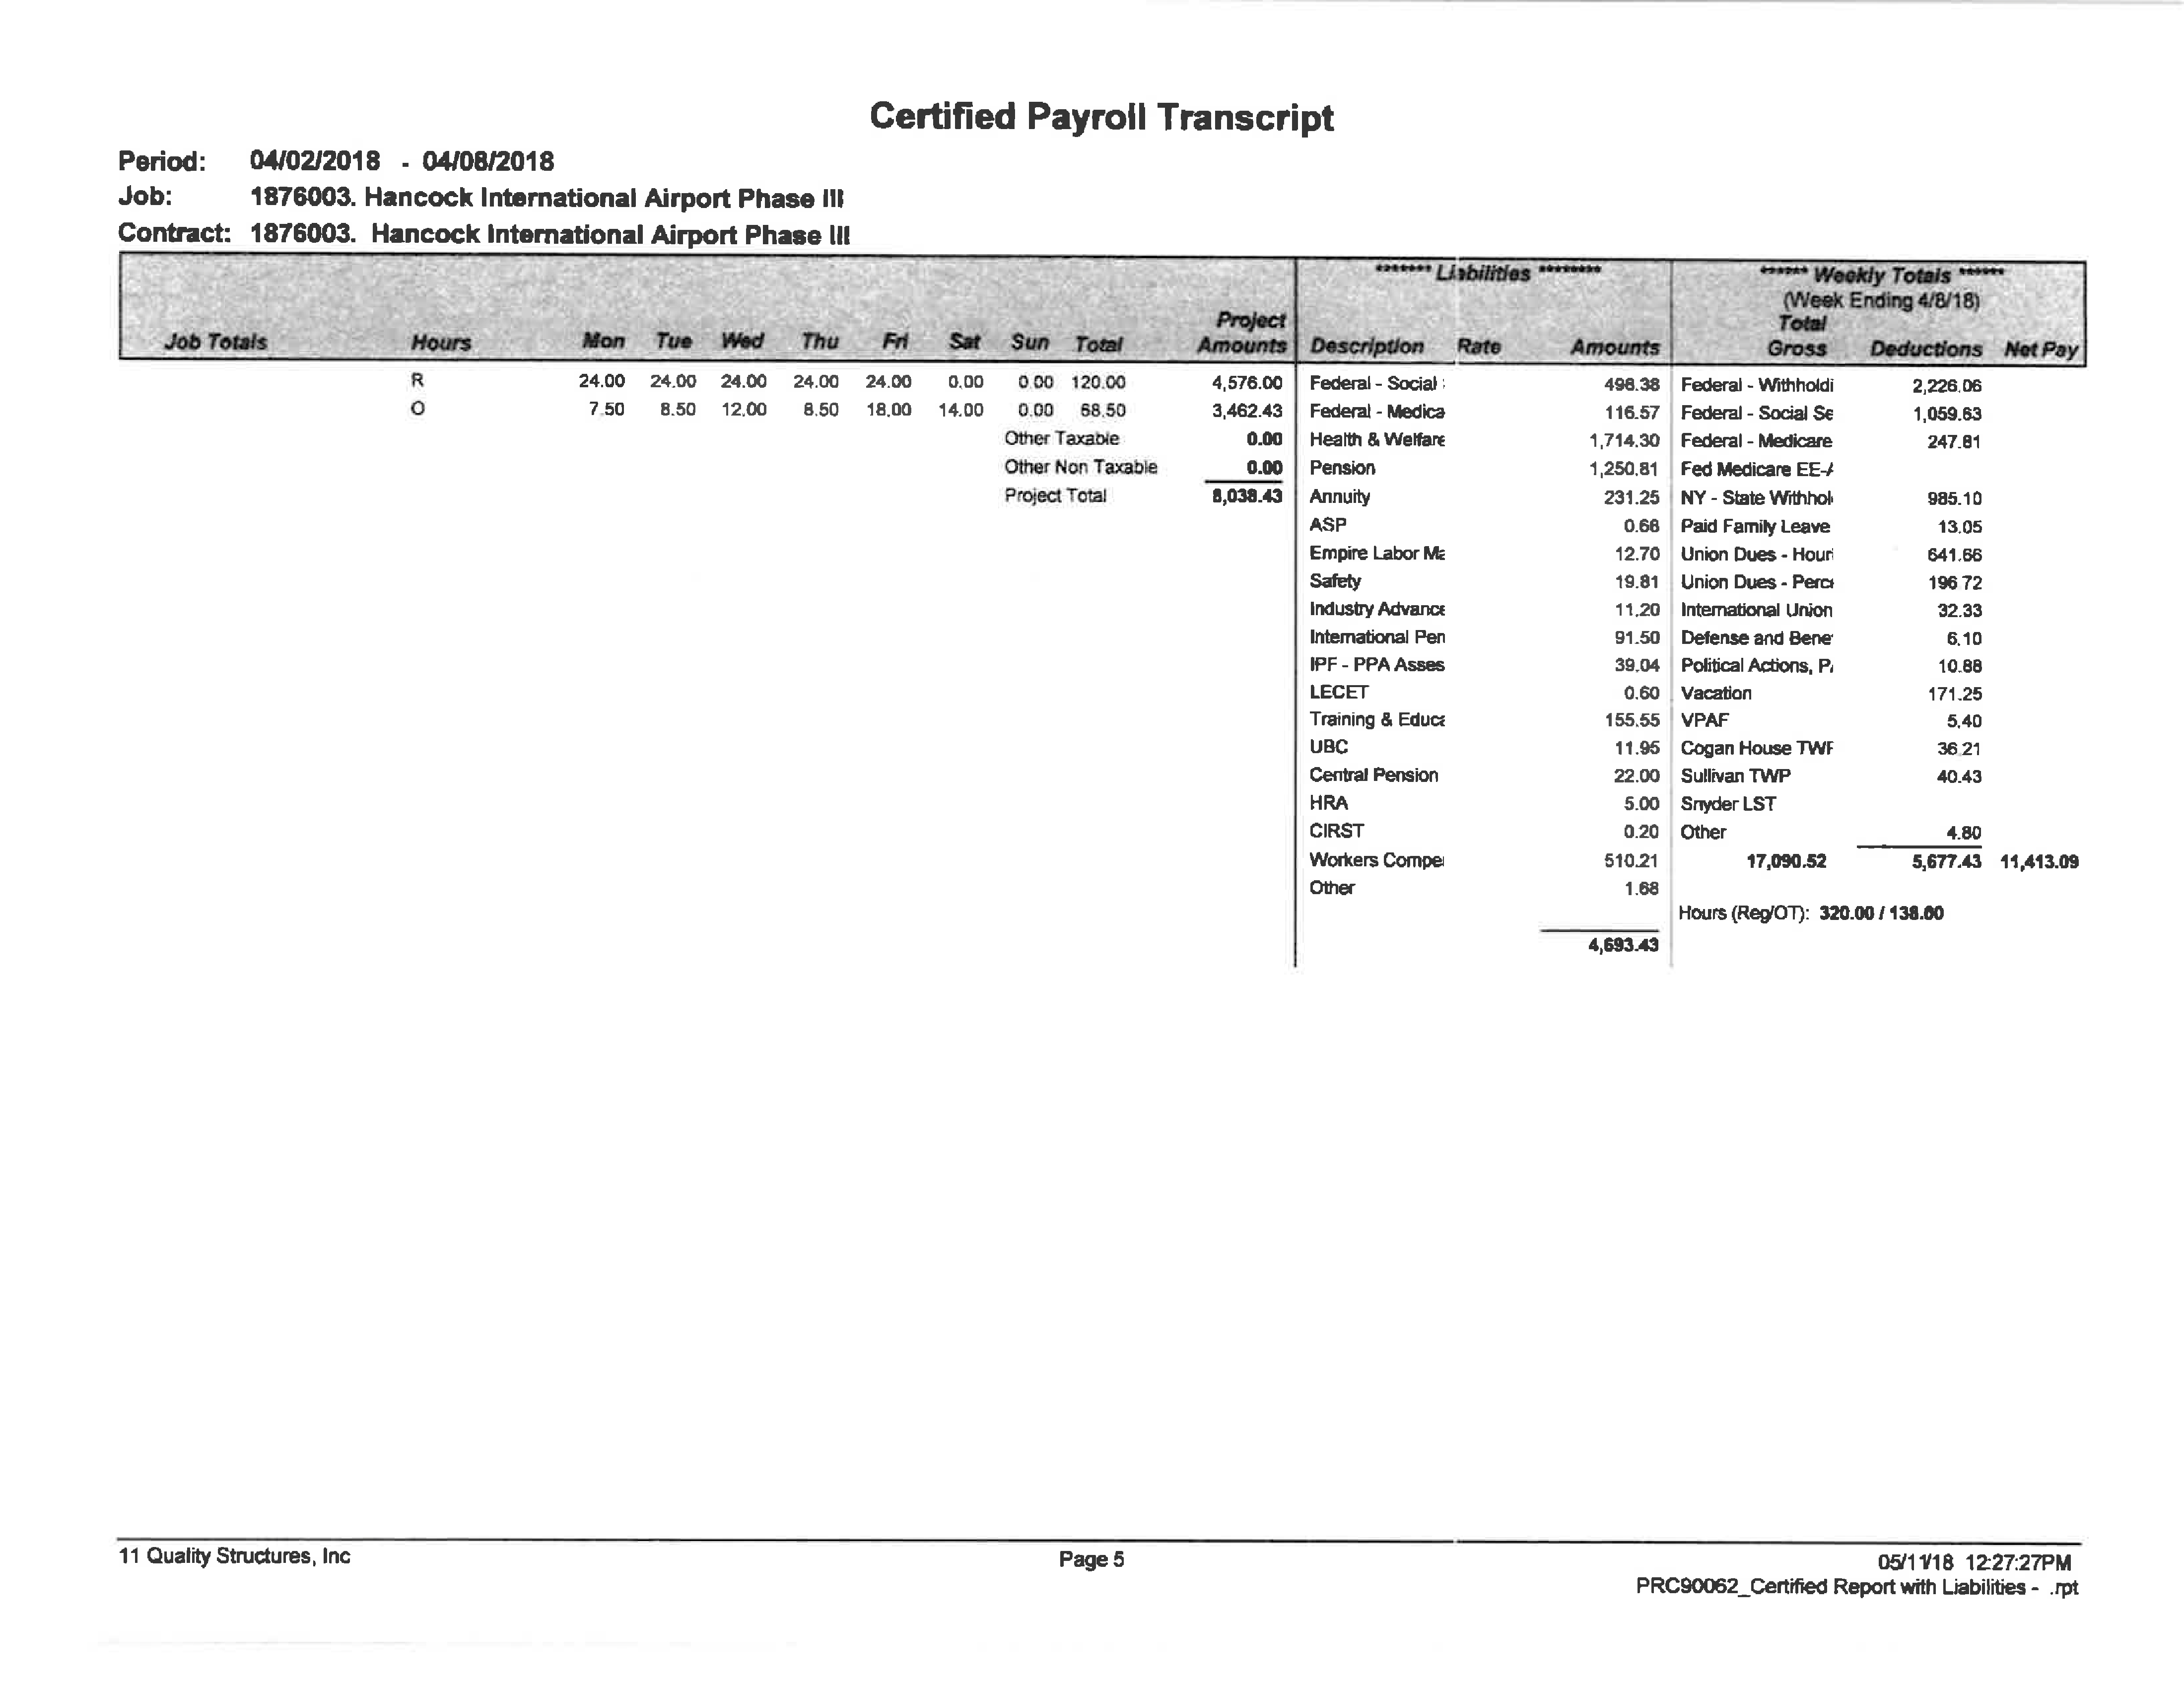 Certified Payroll Transcript
Period: 04/02/2018 - 04/08/2018
Job: 1876003. Hancock International Airport Phase III
Contract: 1876003. Hancock International Airport Phase III
******* Liabilities ******** ****** Weekly Totals ******
(Week Ending 4/8/18)
Project Total
Job Totals Hours Mon Tue Wed Thu Fri Sat Sun Total Amounts Description Rate Amounts Gross Deductions Net Pay
R 24.00 24.00 24.00 24.00 24.00 0.00 0.00 120.00 4,576.00 Federal - Social 498.38 Federal - Withholdi 2,226.06
O 7.50 8.50 12.00 8.50 18.00 14.00 0.00 68.50 3,462.43 Federal - Medica 116.57 Federal - Social Se 1,059.63
Other Taxable 0.00 Health & Welfare 1,714.30 Federal - Medicare 247.81
Other Non Taxable 0.00 Pension 1,250.81 Fed Medicare EE-A
Project Total 8,038.43 Annuity 231.25 NY - State Withhol 985.10
ASP 0.66 Paid Family Leave 13.05
Empire Labor Ma 12.70 Union Dues - Hourl 641.66
Safety 19.81 Union Dues - Perce 196.72
Industry Advance 11.20 International Union 32.33
International Pen 91.50 Defense and Bene 6.10
IPF - PPA Asses 39.04 Political Actions, P 10.88
LECET 0.60 Vacation 171.25
Training & Educa 155.55 VPAF 5.40
UBC 11.95 Cogan House TWF 36.21
Central Pension 22.00 Sullivan TWP 40.43
HRA 5.00 Snyder LST
CIRST 0.20 Other 4.80
Workers Compe 510.21 17,090.52 5,677.43 11,413.09
Other 1.68
Hours (Reg/OT): 320.00 / 138.00
4,693.43
11 Quality Structures, Inc Page 5 05/11/18 12:27:27PM
PRC90062_Certified Report with Liabilities - .rpt